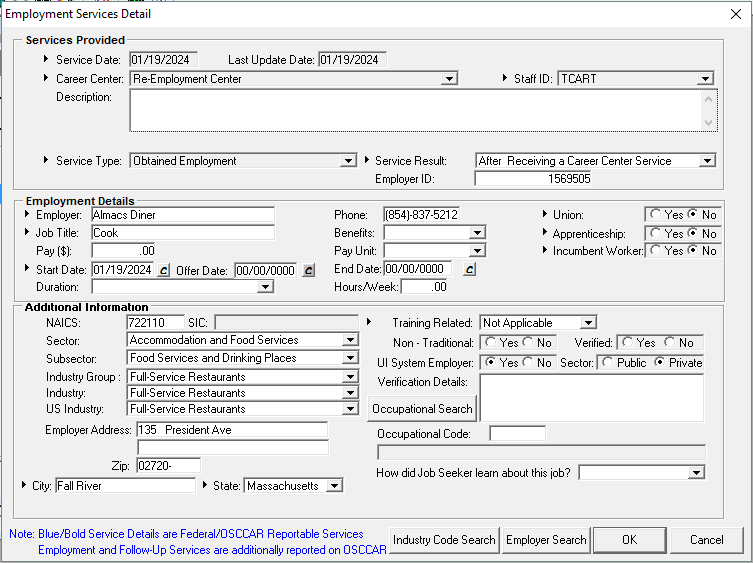 Employment Services Detail
Services Provided
Service Date: 01/19/2024 Last Update Date: 01/19/2024
Career Center: Re-Employment Center Staff ID: TCART
Description:
Service Type: Obtained Employment Service Result: After Receiving a Career Center Service
Employer ID: 1569505
Employment Details
Employer: Almacs Diner Phone: (854)-837-5212 Union: Yes No
Job Title: Cook Benefits: Apprenticeship: Yes No
Pay ($): .00 Pay Unit: Incumbent Worker: Yes No
Start Date: 01/19/2024 Offer Date: 00/00/0000 End Date: 00/00/0000
Duration: Hours/Week: .00
Additional Information
NAICS: 722110 SIC: Training Related: Not Applicable
Sector: Accommodation and Food Services Non - Traditional: Yes No Verified: Yes No
Subsector: Food Services and Drinking Places UI System Employer: Yes No Sector: Public Private
Industry Group : Full-Service Restaurants Verification Details:
Industry: Full-Service Restaurants
US Industry: Full-Service Restaurants Occupational Search
Employer Address: 135 President Ave Occupational Code:
Zip: 02720- How did Job Seeker learn about this job?
City: Fall River State: Massachusetts
Note: Blue/Bold Service Details are Federal/OSCCAR Reportable Services
Employment and Follow-Up Services are additionally reported on OSCCAR
Industry Code Search Employer Search OK Cancel